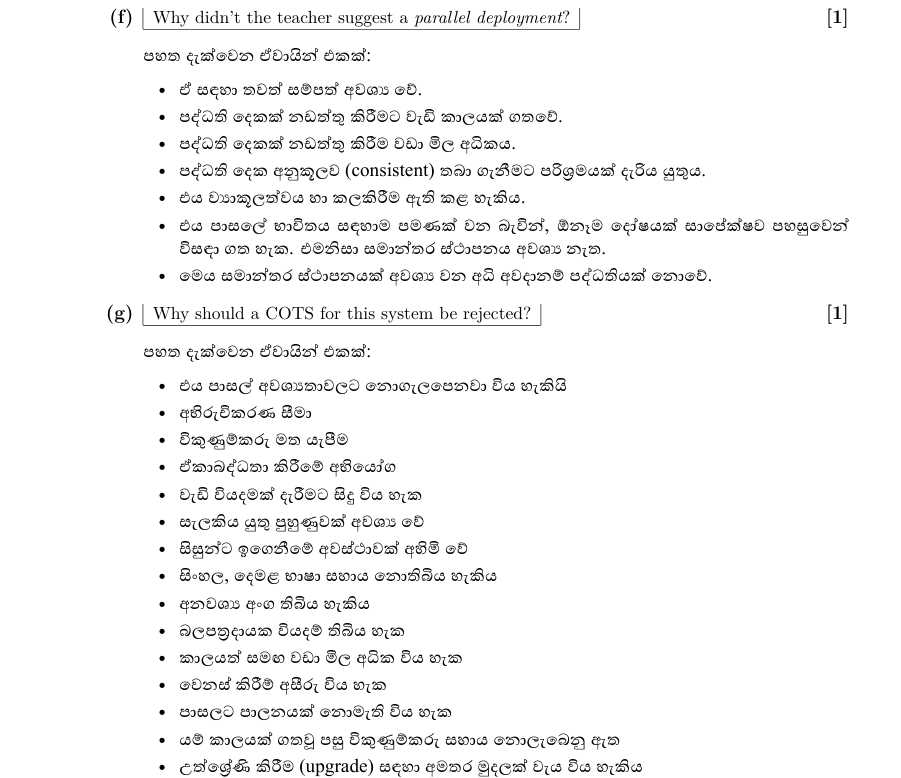 (f) Why didn't the teacher suggest a parallel deployment? [1]
පහත දැක්වෙන ඒවායින් එකක්:
• ඒ සඳහා තවත් සම්පත් අවශ්‍ය වේ.
• පද්ධති දෙකක් නඩත්තු කිරීමට වැඩි කාලයක් ගතවේ.
• පද්ධති දෙකක් නඩත්තු කිරීම වඩා මිල අධිකය.
• පද්ධති දෙක අනුකූලව (consistent) තබා ගැනීමට පරිශ්‍රමයක් දැරිය යුතුය.
• එය ව්‍යාකූලත්වය හා කලකිරීම ඇති කළ හැකිය.
• එය පාසලේ භාවිතය සඳහාම පමණක් වන බැවින්, ඕනෑම දෝෂයක් සාපේක්ෂව පහසුවෙන්
විසඳා ගත හැක. එමනිසා සමාන්තර ස්ථාපනය අවශ්‍ය නැත.
• මෙය සමාන්තර ස්ථාපනයක් අවශ්‍ය වන අධි අවදානම් පද්ධතියක් නොවේ.
(g) Why should a COTS for this system be rejected? [1]
පහත දැක්වෙන ඒවායින් එකක්:
• එය පාසල් අවශ්‍යතාවලට නොගැලපෙනවා විය හැකියි
• අභිරුචිකරණ සීමා
• විකුණුම්කරු මත යැපීම
• ඒකාබද්ධතා කිරීමේ අභියෝග
• වැඩි වියදමක් දැරීමට සිදු විය හැක
• සැලකිය යුතු පුහුණුවක් අවශ්‍ය වේ
• සිසුන්ට ඉගෙනීමේ අවස්ථාවක් අහිමි වේ
• සිංහල, දෙමළ භාෂා සහාය නොතිබිය හැකිය
• අනවශ්‍ය අංග තිබිය හැකිය
• බලපත්‍රදායක වියදම් තිබිය හැක
• කාලයත් සමඟ වඩා මිල අධික විය හැක
• වෙනස් කිරීම් අසීරු විය හැක
• පාසලට පාලනයක් නොමැති විය හැක
• යම් කාලයක් ගතවූ පසු විකුණුම්කරු සහාය නොලැබෙනු ඇත
• උත්ශ්‍රේණි කිරීම (upgrade) සඳහා අමතර මුදලක් වැය විය හැකිය